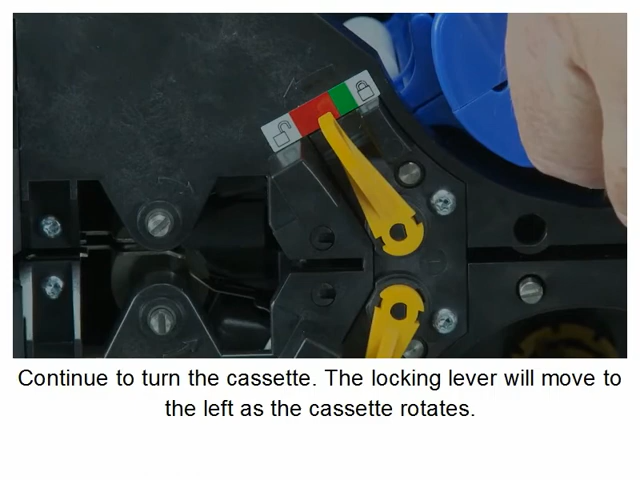 Continue to turn the cassette. The locking lever will move to
the left as the cassette rotates.